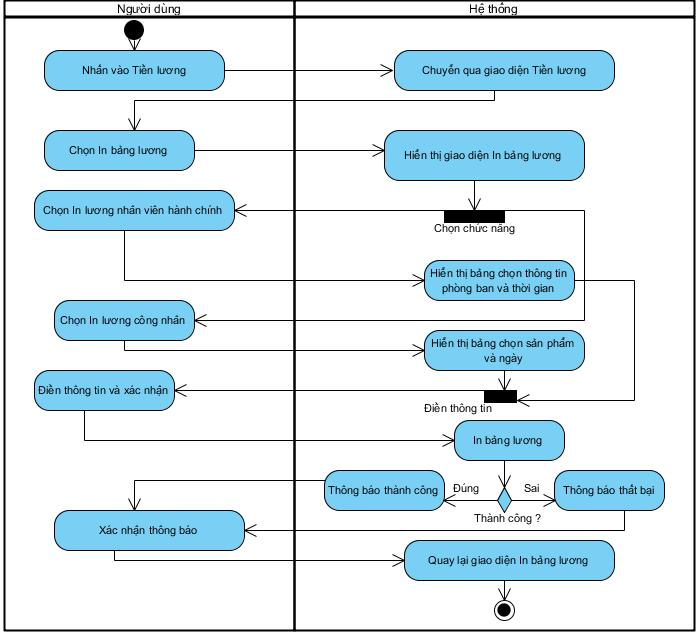 Người dùng
Hệ thống
Nhấn vào Tiền lương
Chuyển qua giao diện Tiền lương
Chọn In bảng lương
Hiển thị giao diện In bảng lương
Chọn In lương nhân viên hành chính
Chọn chức năng
Hiển thị bảng chọn thông tin
phòng ban và thời gian
Chọn In lương công nhân
Hiển thị bảng chọn sản phẩm
và ngày
Điền thông tin và xác nhận
Điền thông tin
In bảng lương
Thông báo thành công
Đúng
Sai
Thông báo thất bại
Thành công ?
Xác nhận thông báo
Quay lại giao diện In bảng lương